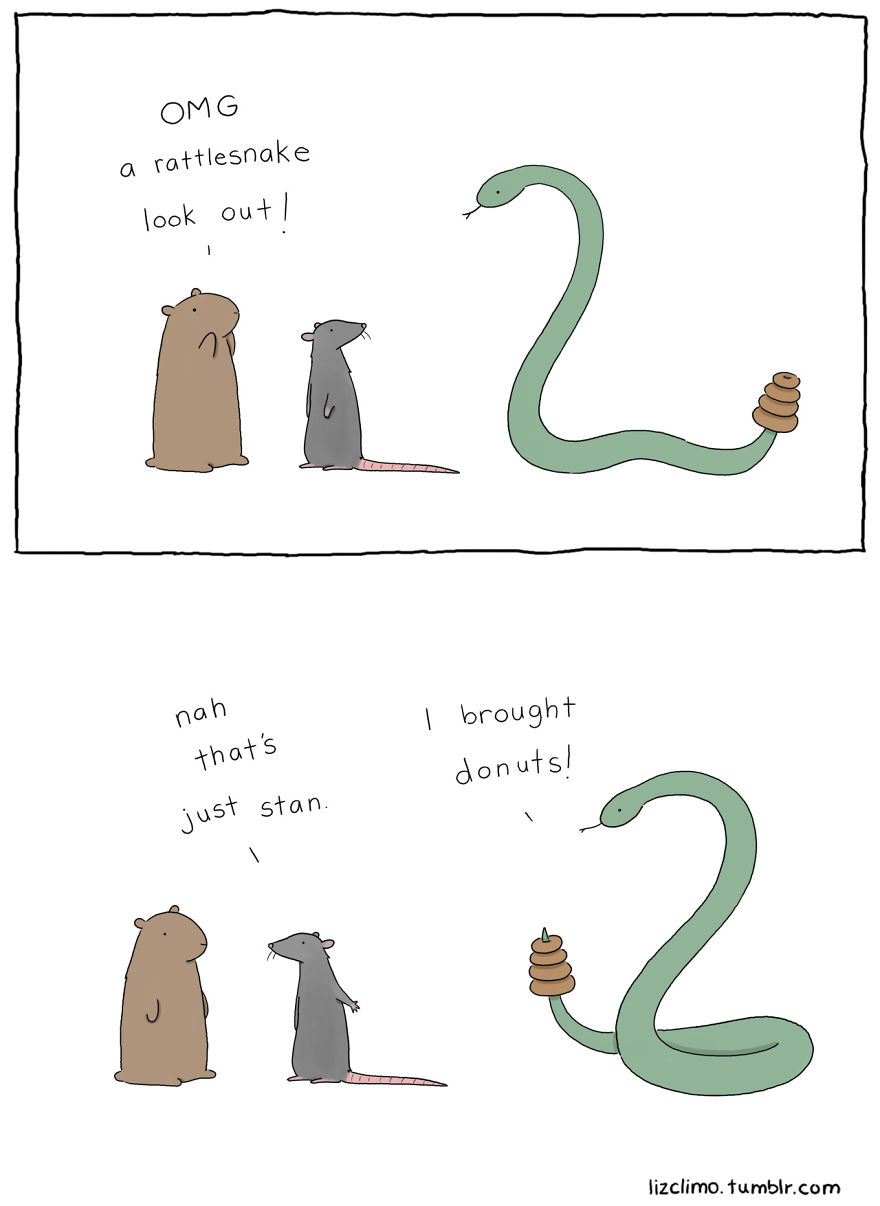 OMG
a rattlesnake
look out!
nah
that's
just stan.
I brought
donuts!
lizclimo.tumblr.com